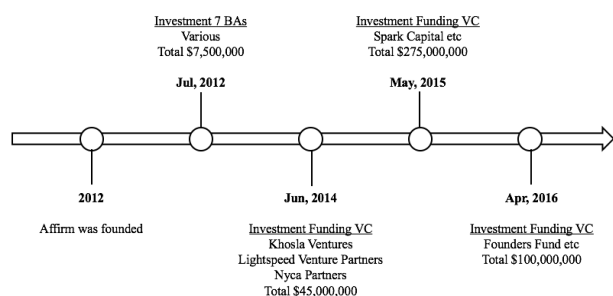 Investment 7 BAs
Various
Total $7,500,000
Jul, 2012
Investment Funding VC
Spark Capital etc
Total $275,000,000
May, 2015
2012
Affirm was founded
Jun, 2014
Investment Funding VC
Khosla Ventures
Lightspeed Venture Partners
Nyca Partners
Total $45,000,000
Apr, 2016
Investment Funding VC
Founders Fund etc
Total $100,000,000